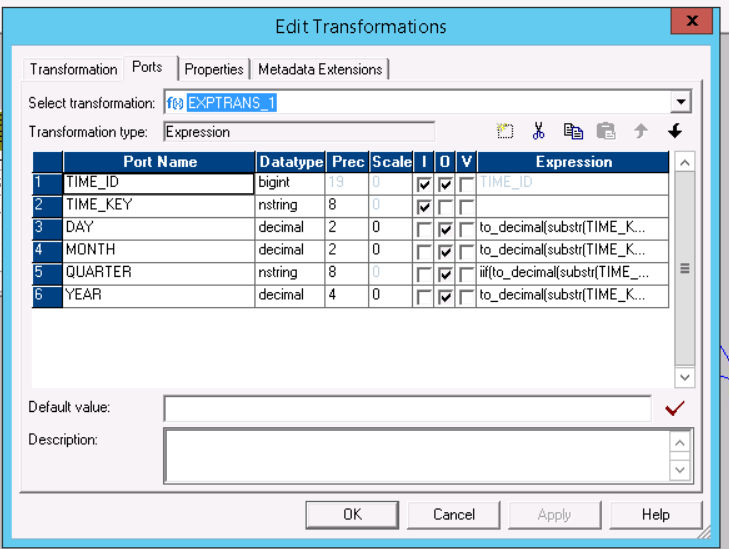 Edit Transformations
x
Transformation Ports Properties Metadata Extensions
Select transformation: f(x) EXPTRANS_1
Transformation type: Expression
Port Name Datatype Prec Scale I O V Expression
1 TIME_ID bigint 19 0 TIME_ID
2 TIME_KEY nstring 8 0
3 DAY decimal 2 0 to_decimal(substr(TIME_K...
4 MONTH decimal 2 0 to_decimal(substr(TIME_K...
5 QUARTER nstring 8 0 iif(to_decimal(substr(TIME_...
6 YEAR decimal 4 0 to_decimal(substr(TIME_K...
Default value:
Description:
OK Cancel Apply Help